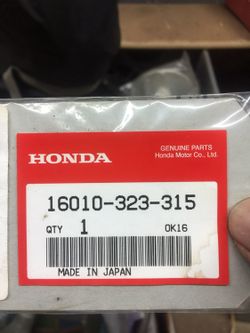 GENUINE PARTS
HONDA Honda Motor Co., Ltd.
16010-323-315
QTY 1 OK16
MADE IN JAPAN